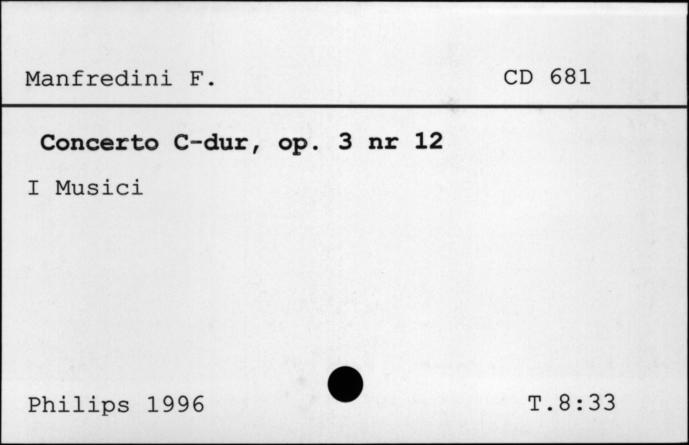 Manfredini F. CD 681
Concerto C-dur, op. 3 nr 12
I Musici
Philips 1996 T.8:33